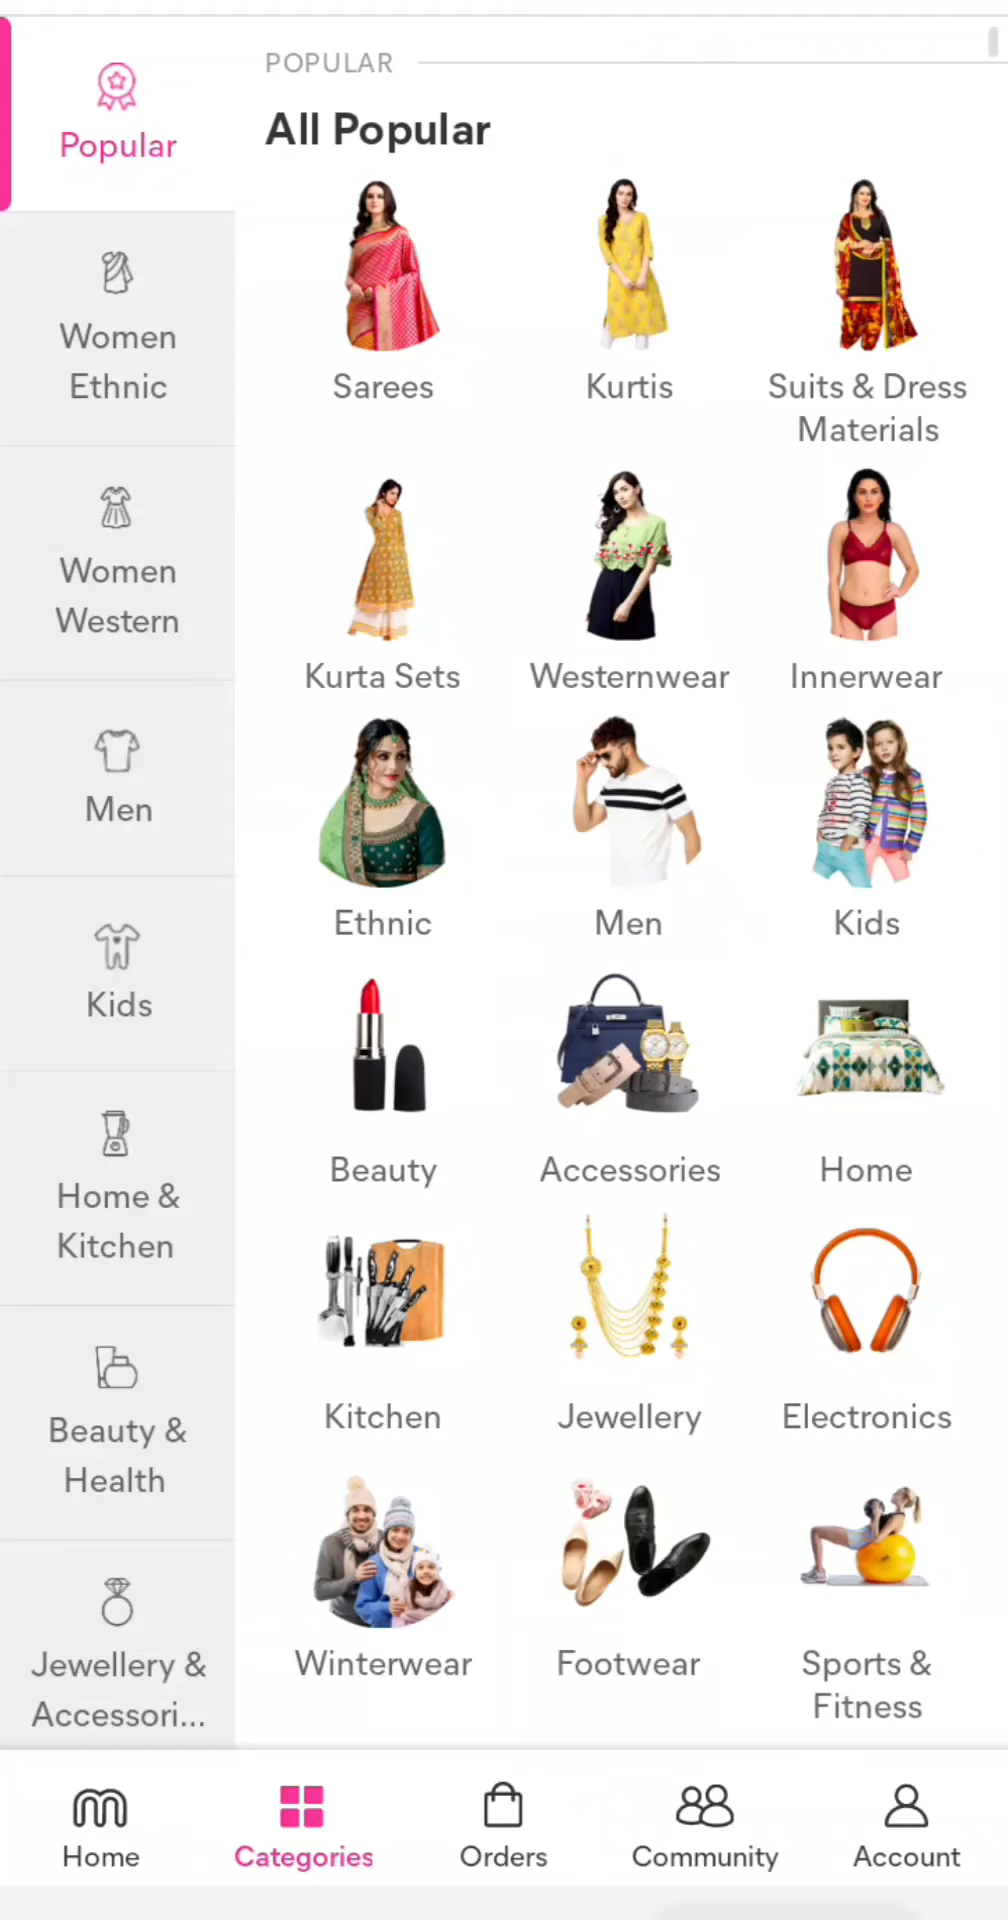 Popular
Women
Ethnic
Women
Western
Men
Kids
Home &
Kitchen
Beauty &
Health
Jewellery &
Accessori...
POPULAR
All Popular
Sarees
Kurtis
Suits & Dress
Materials
Kurta Sets
Westernwear
Innerwear
Ethnic
Men
Kids
Beauty
Accessories
Home
Kitchen
Jewellery
Electronics
Winterwear
Footwear
Sports &
Fitness
Home
Categories
Orders
Community
Account